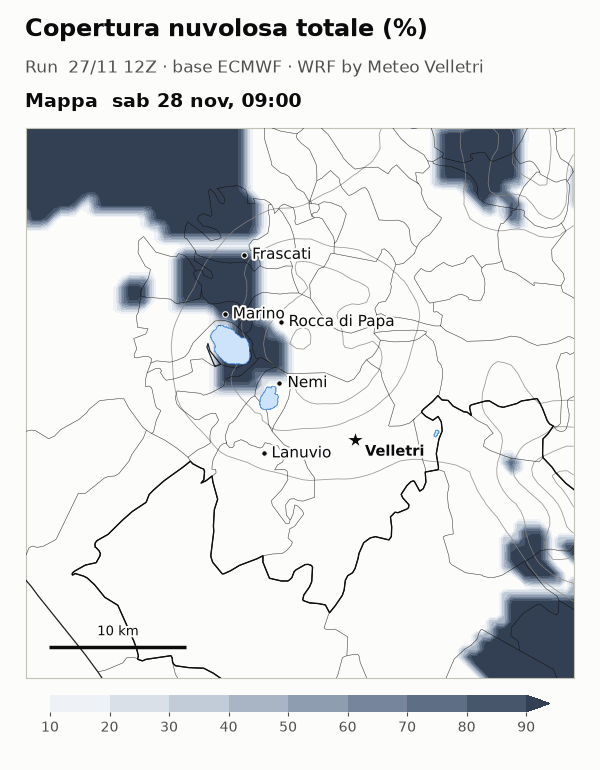 Copertura nuvolosa totale (%)
Run  27/11 12Z · base ECMWF · WRF by Meteo Velletri
Mappa  sab 28 nov, 09:00
Frascati
Marino
Rocca di Papa
Nemi
Velletri
Lanuvio
10 km
10 20 30 40 50 60 70 80 90